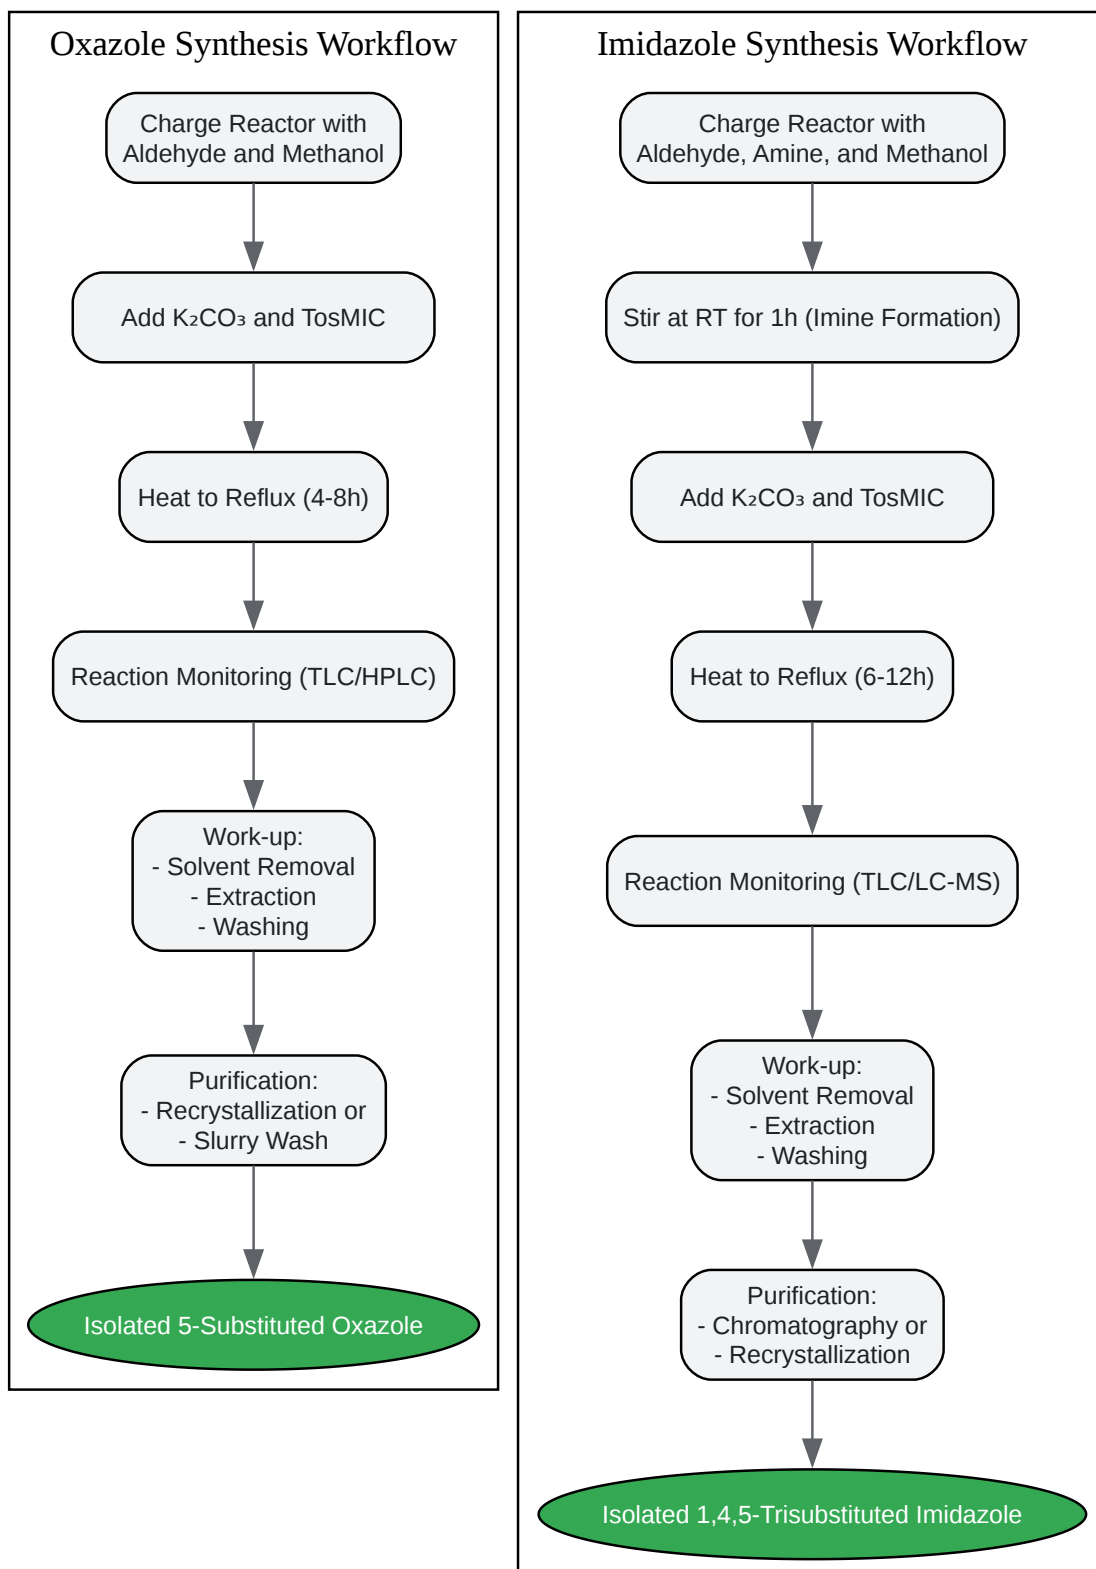 Oxazole Synthesis Workflow
Charge Reactor with
Aldehyde and Methanol
Add K₂CO₃ and TosMIC
Heat to Reflux (4-8h)
Reaction Monitoring (TLC/HPLC)
Work-up:
- Solvent Removal
- Extraction
- Washing
Purification:
- Recrystallization or
- Slurry Wash
Isolated 5-Substituted Oxazole
Imidazole Synthesis Workflow
Charge Reactor with
Aldehyde, Amine, and Methanol
Stir at RT for 1h (Imine Formation)
Add K₂CO₃ and TosMIC
Heat to Reflux (6-12h)
Reaction Monitoring (TLC/LC-MS)
Work-up:
- Solvent Removal
- Extraction
- Washing
Purification:
- Chromatography or
- Recrystallization
Isolated 1,4,5-Trisubstituted Imidazole